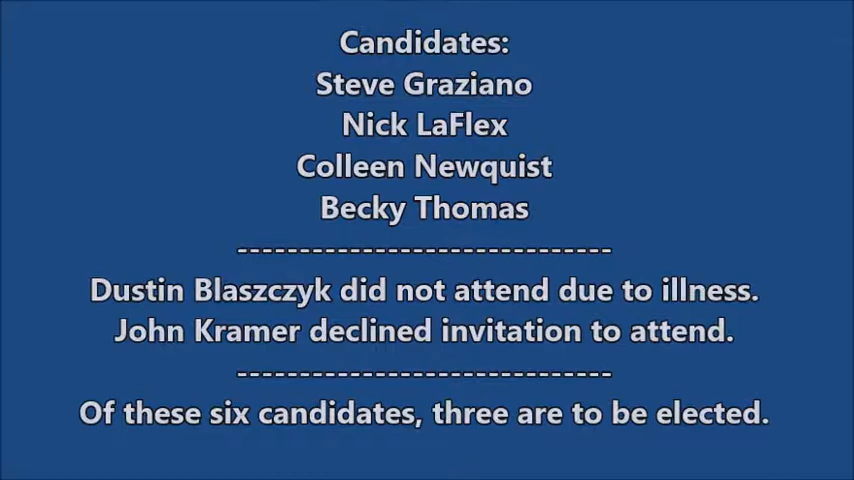 Candidates:
Steve Graziano
Nick LaFlex
Colleen Newquist
Becky Thomas
------------------------------
Dustin Blaszczyk did not attend due to illness.
John Kramer declined invitation to attend.
------------------------------
Of these six candidates, three are to be elected.